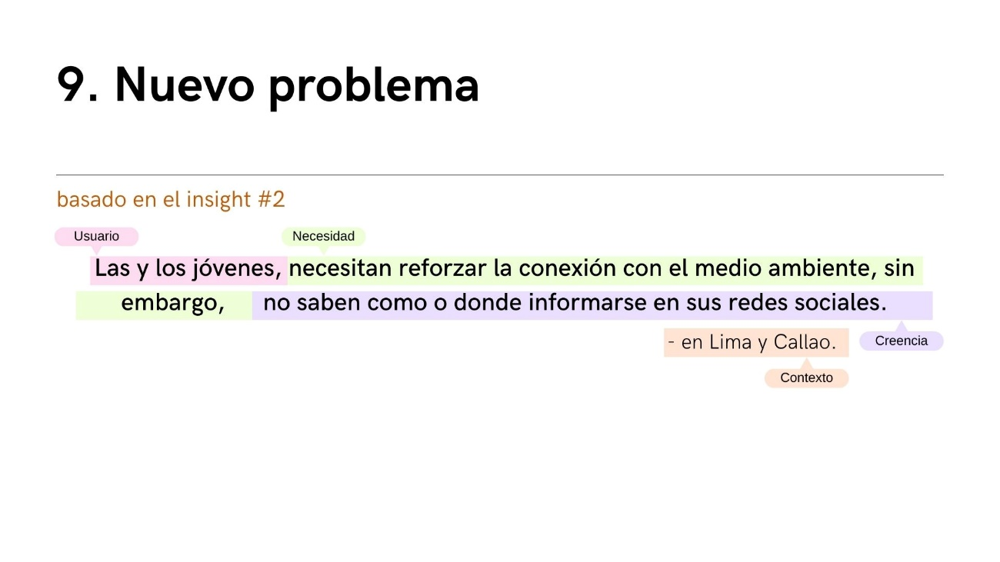 9. Nuevo problema
basado en el insight #2
Usuario
Necesidad
Las y los jóvenes, necesitan reforzar la conexión con el medio ambiente, sin
embargo, no saben como o donde informarse en sus redes sociales.
- en Lima y Callao.
Creencia
Contexto